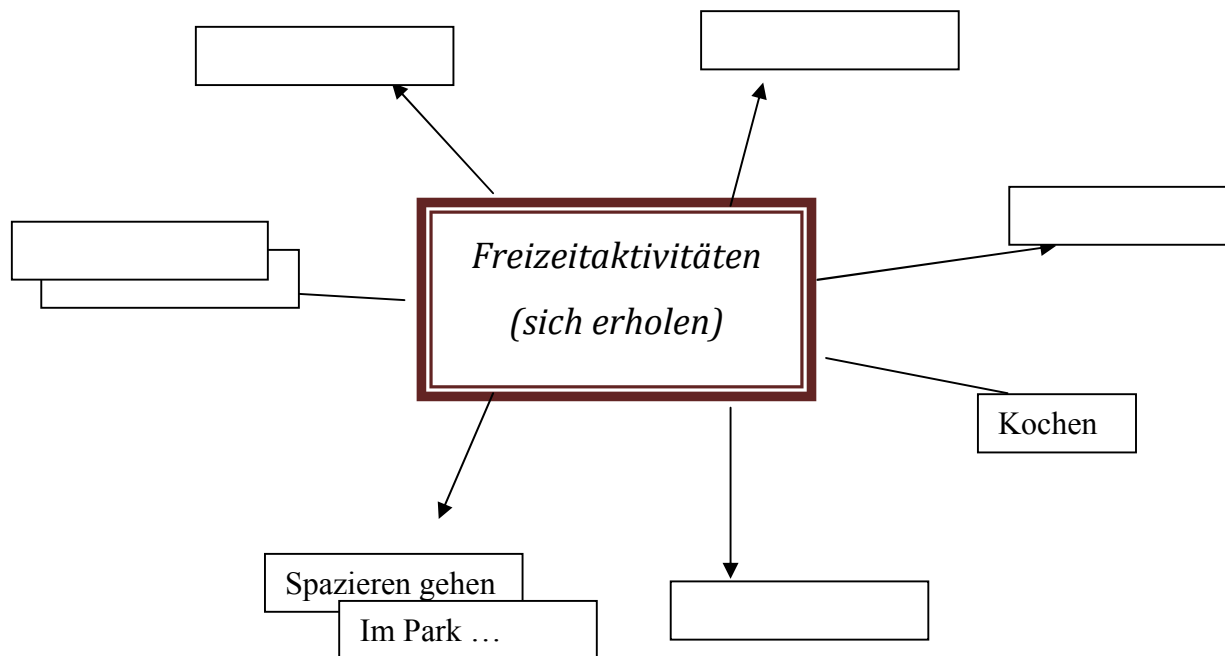 Freizeitaktivitäten
(sich erholen)
Kochen
Spazieren gehen
Im Park …